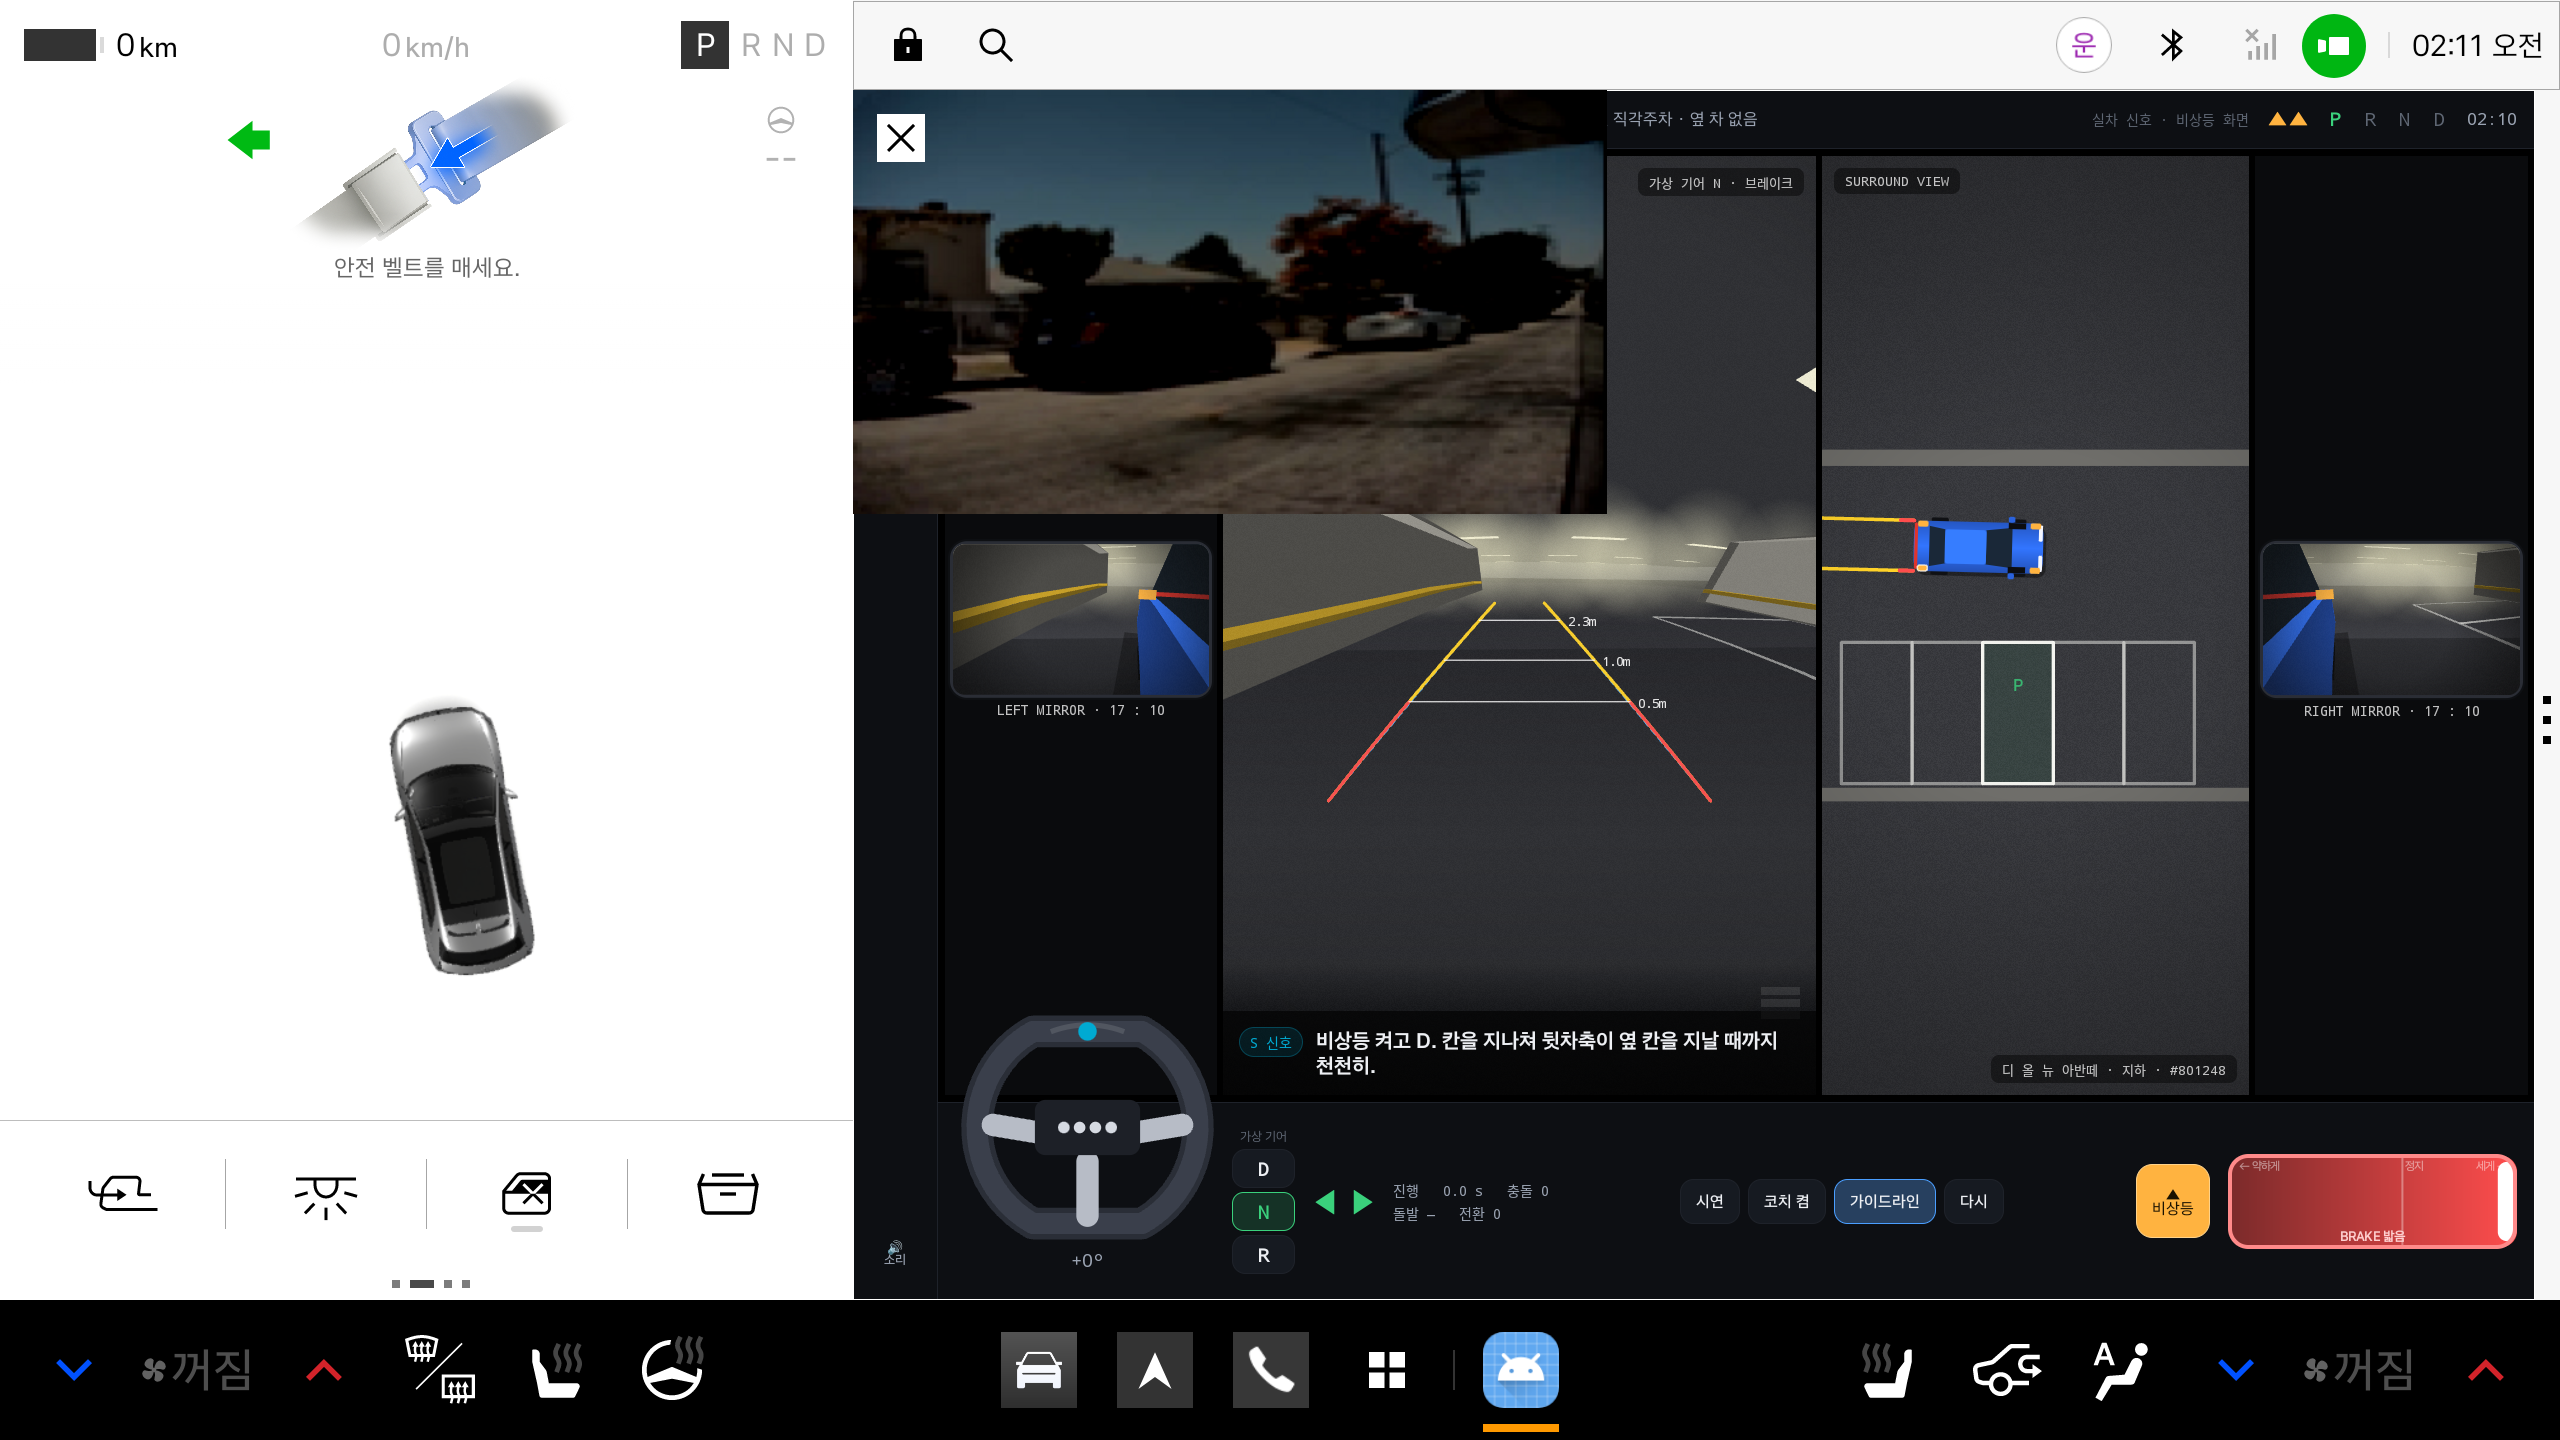 0 km
0 km/h
P R N D
안전 벨트를 매세요.
운
02:11 오전
직각주차 · 옆 차 없음
실차 신호 · 비상등 화면
P R N D 02:10
가상 기어 N · 브레이크
SURROUND VIEW
2.3m
1.0m
0.5m
P
LEFT MIRROR · 17 : 10
RIGHT MIRROR · 17 : 10
S 신호
비상등 켜고 D. 칸을 지나쳐 뒷차축이 옆 칸을 지날 때까지
천천히.
디 올 뉴 아반떼 · 지하 · #801248
가상 기어
D
N
R
+0°
진행 0.0 s 충돌 0
돌발 – 전환 0
시연
코치 켬
가이드라인
다시
비상등
← 약하게
정지
세게
BRAKE 밟음
소리
꺼짐
A
꺼짐